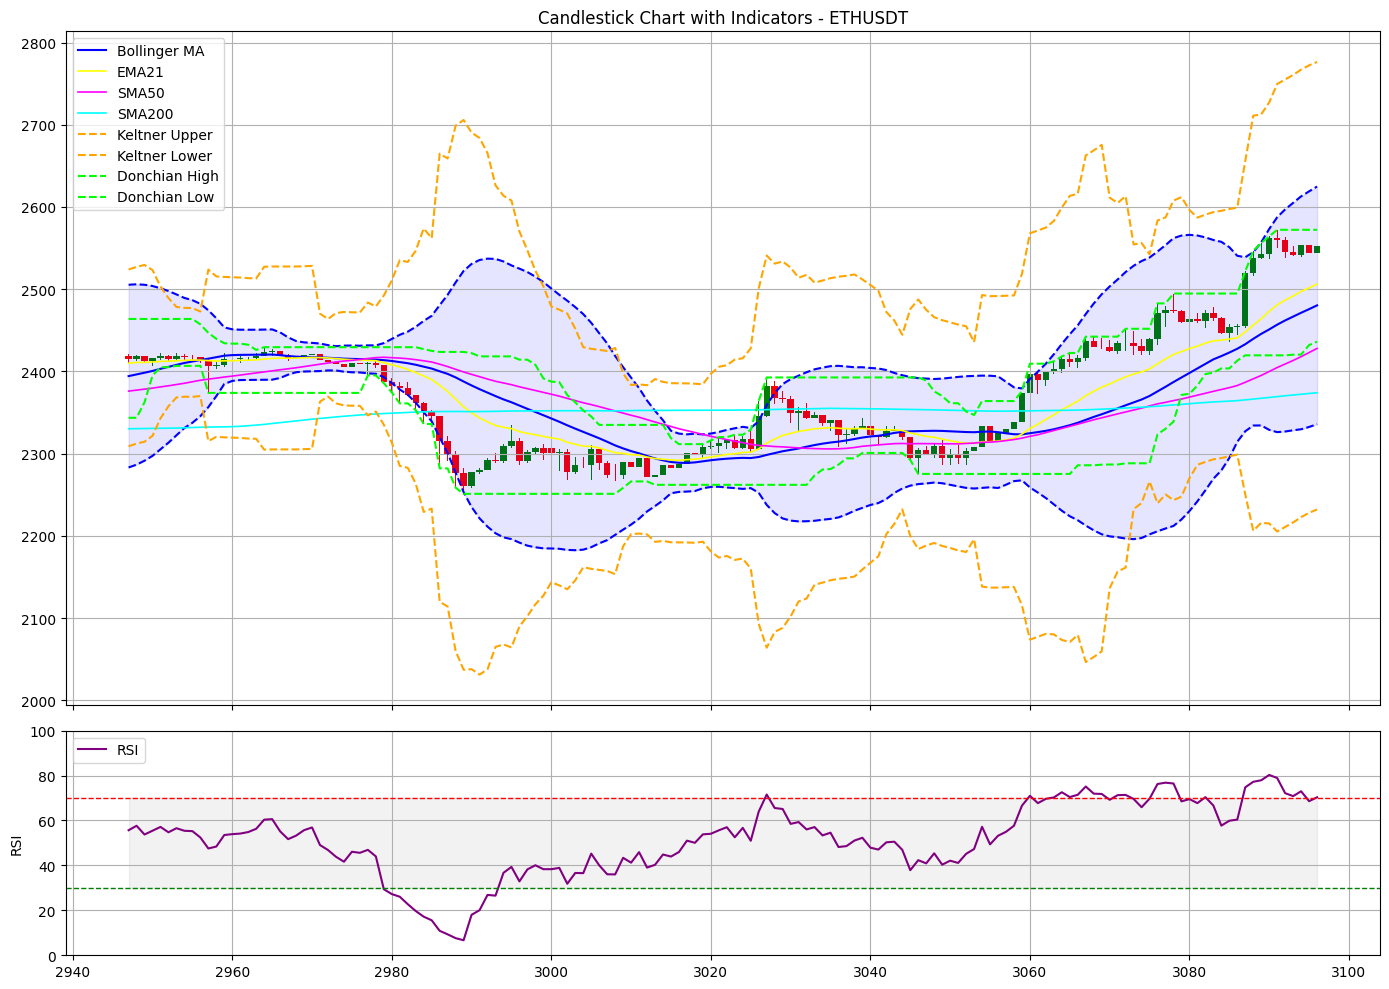 Candlestick Chart with Indicators - ETHUSDT
2800
2700
2600
2500
2400
2300
2200
2100
2000
Bollinger MA
EMA21
SMA50
SMA200
Keltner Upper
Keltner Lower
Donchian High
Donchian Low
100
80
60
40
20
0
RSI
RSI
2940
2960
2980
3000
3020
3040
3060
3080
3100